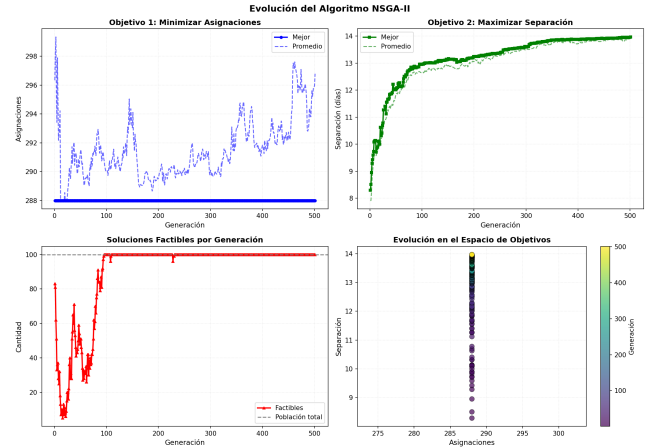 Evolución del Algoritmo NSGA-II
Objetivo 1: Minimizar Asignaciones
Asignaciones
298
296
294
292
290
288
Mejor
Promedio
0 100 200 300 400 500
Generación
Objetivo 2: Maximizar Separación
Separación (días)
14
13
12
11
10
9
8
Mejor
Promedio
0 100 200 300 400 500
Generación
Soluciones Factibles por Generación
Cantidad
100
80
60
40
20
Factibles
Población total
0 100 200 300 400 500
Generación
Evolución en el Espacio de Objetivos
Separación
14
13
12
11
10
9
275 280 285 290 295 300
Asignaciones
500
400
300
200
100
Generación